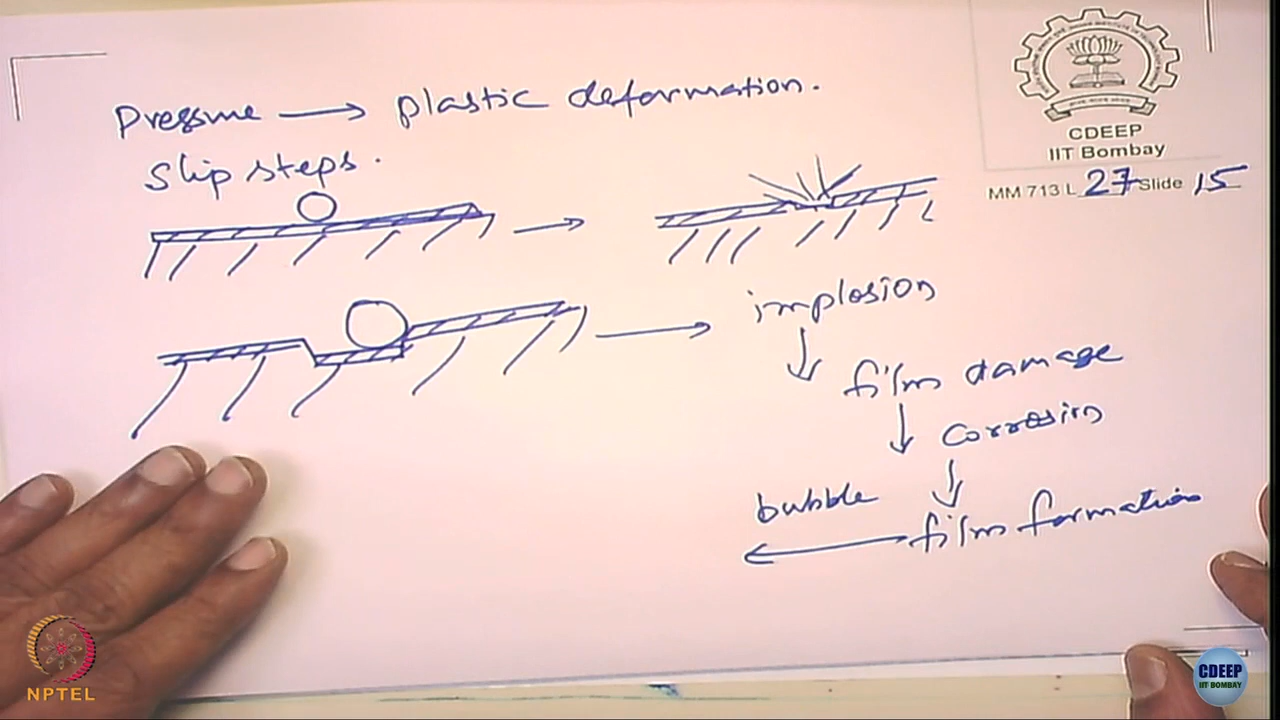 Pressure → plastic deformation.
Slip steps.
CDEEP
IIT Bombay
MM 713 L 27 Slide 15
implosion
↓
film damage
↓
corrosion
↓
bubble
← film formation
NPTEL
CDEEP
IIT BOMBAY